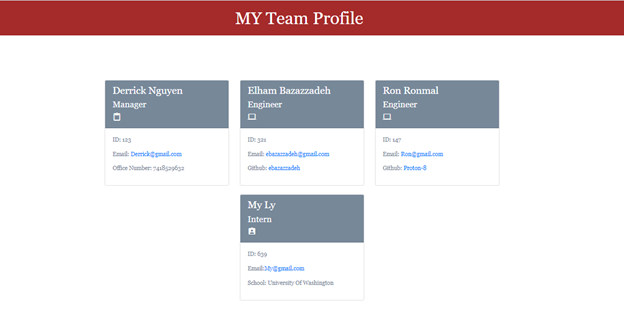 MY Team Profile
Derrick Nguyen
Manager
ID: 123
Email: Derrick@gmail.com
Office Number: 7418529632
Elham Bazazzadeh
Engineer
ID: 321
Email: ebazazzadeh@gmail.com
Github: ebazazzadeh
Ron Ronmal
Engineer
ID: 147
Email: Ron@gmail.com
Github: Proton-8
My Ly
Intern
ID: 639
Email:My@gmail.com
School: University Of Washington